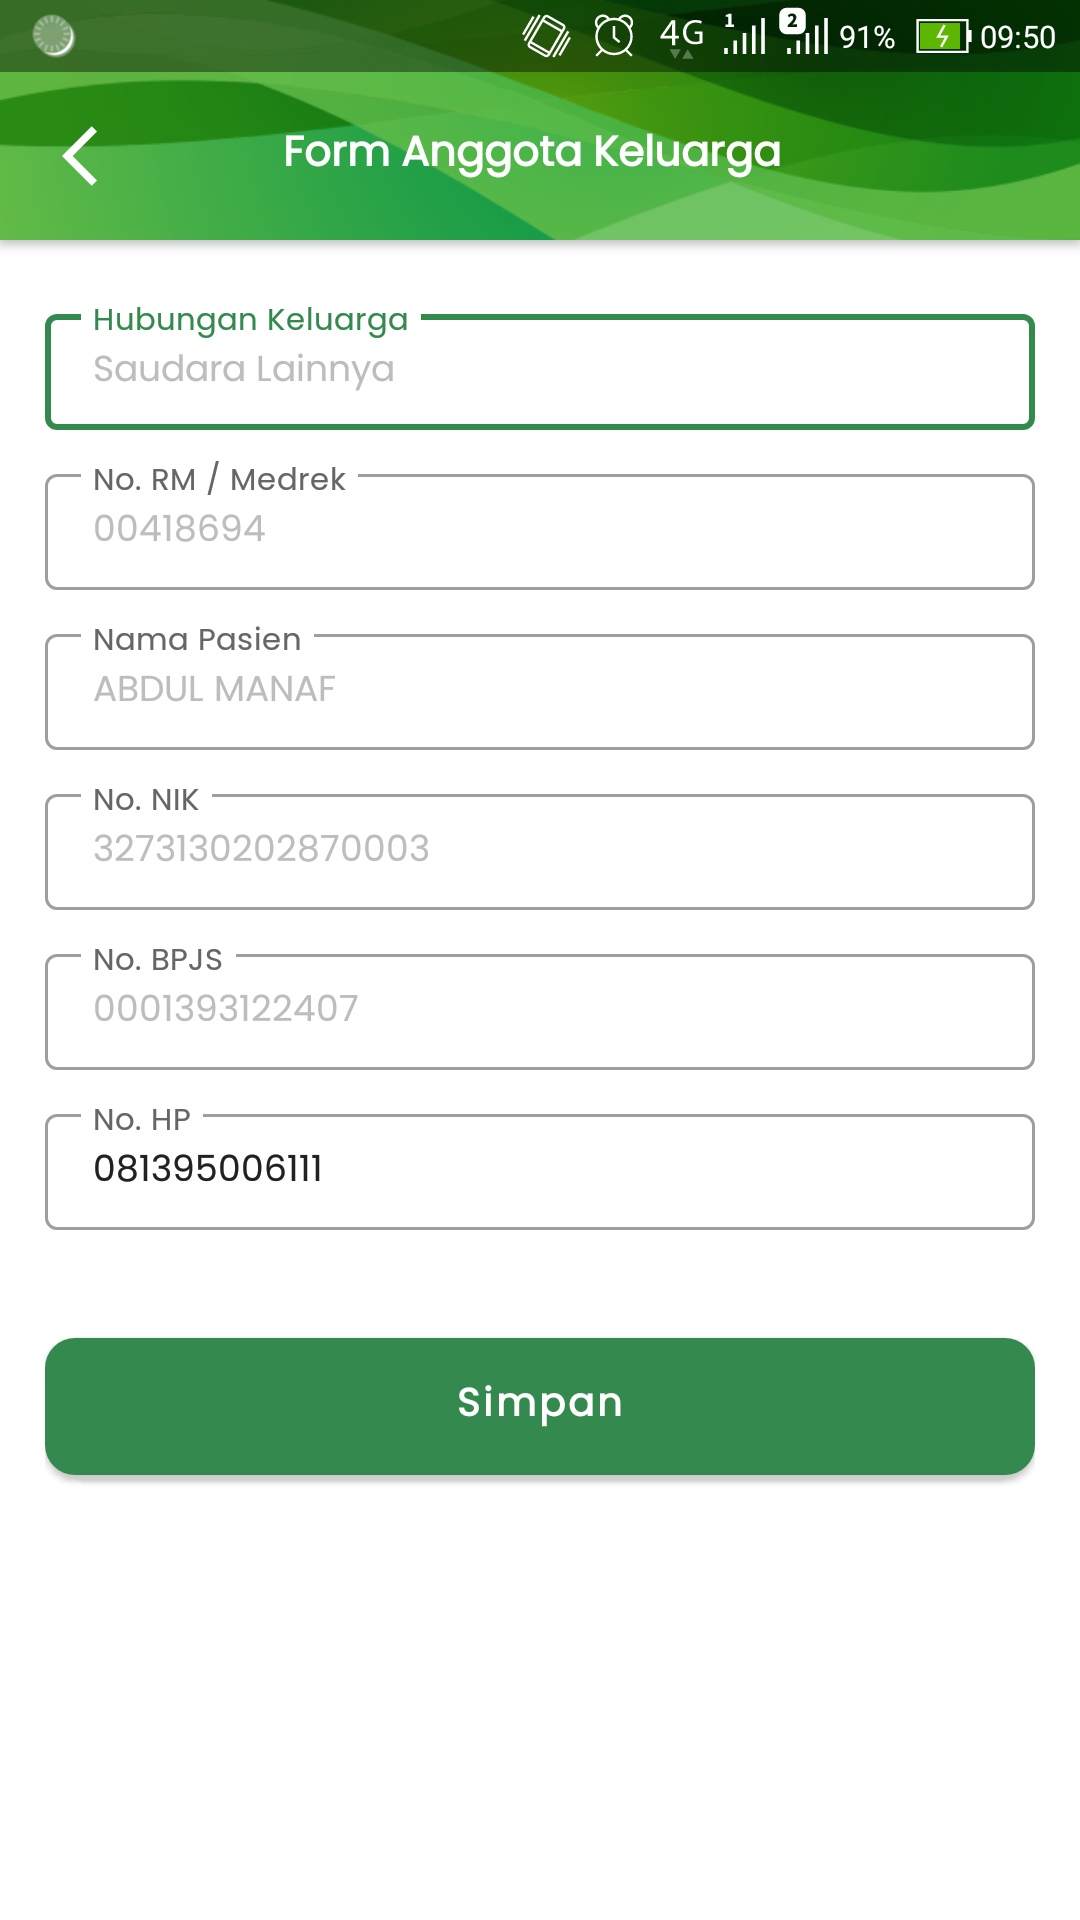 4G 1 2 91% 09:50
Form Anggota Keluarga
Hubungan Keluarga
Saudara Lainnya
No. RM / Medrek
00418694
Nama Pasien
ABDUL MANAF
No. NIK
3273130202870003
No. BPJS
0001393122407
No. HP
081395006111
Simpan